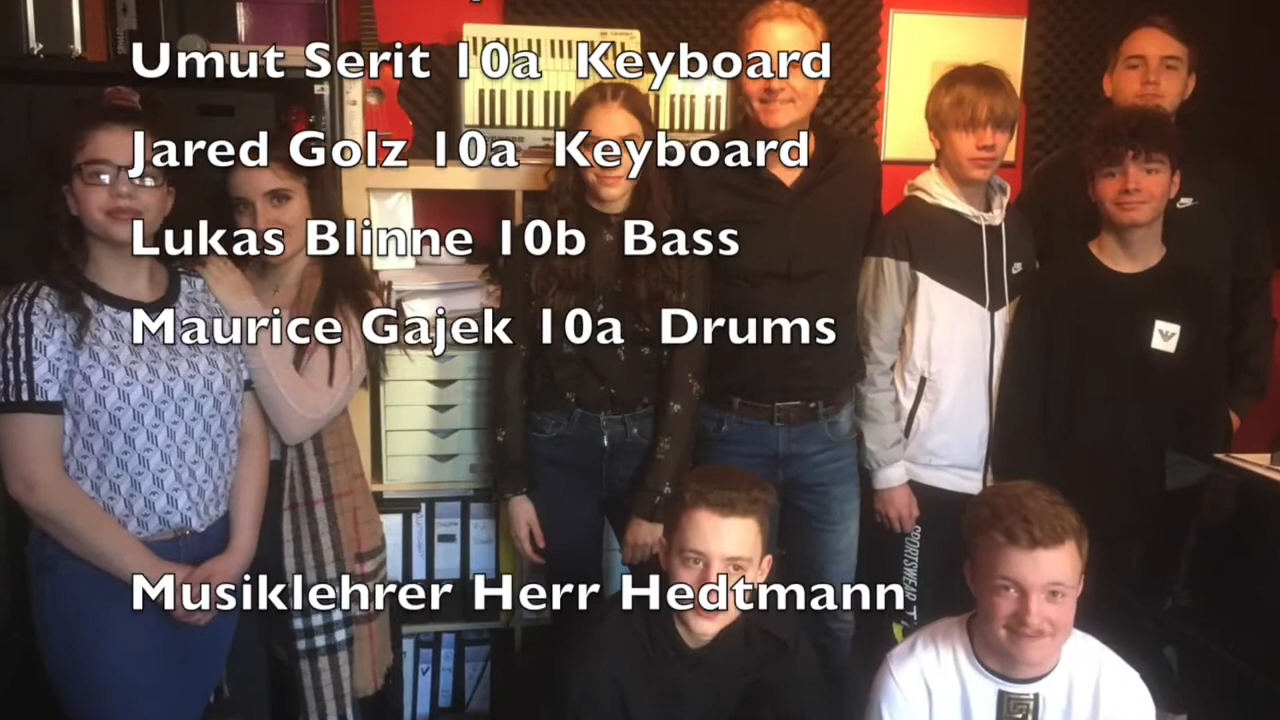 Umut Serit 10a Keyboard
Jared Golz 10a Keyboard
Lukas Blinne 10b Bass
Maurice Gajek 10a Drums
Musiklehrer Herr Hedtmann
SPORTSWEAR